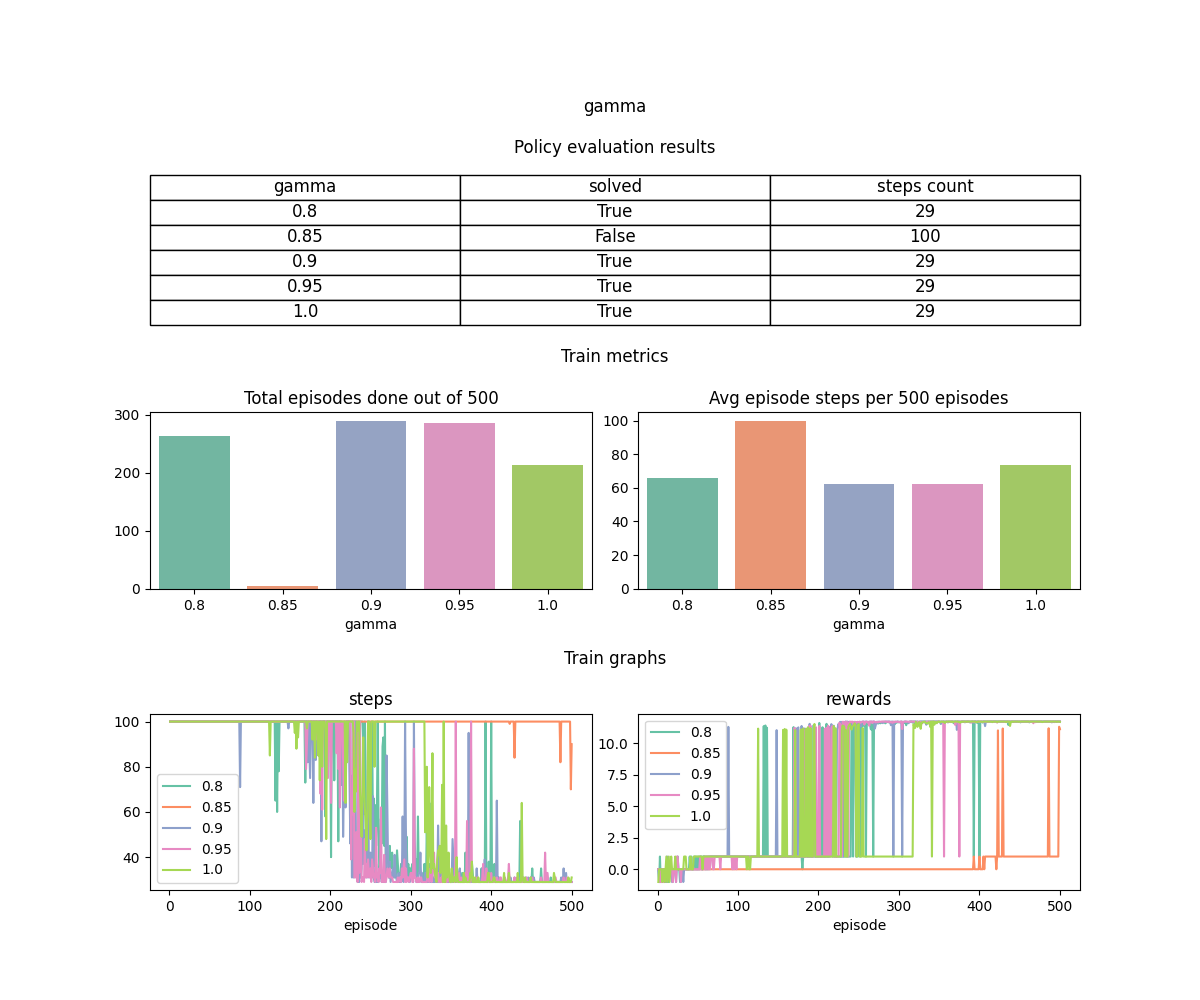 gamma
Policy evaluation results
gamma solved steps count
0.8 True 29
0.85 False 100
0.9 True 29
0.95 True 29
1.0 True 29
Train metrics
Total episodes done out of 500
300
200
100
0
0.8 0.85 0.9 0.95 1.0
gamma
Avg episode steps per 500 episodes
100
80
60
40
20
0
0.8 0.85 0.9 0.95 1.0
gamma
Train graphs
steps
100
80
60
40
0.8
0.85
0.9
0.95
1.0
0 100 200 300 400 500
episode
rewards
10.0
7.5
5.0
2.5
0.0
0.8
0.85
0.9
0.95
1.0
0 100 200 300 400 500
episode